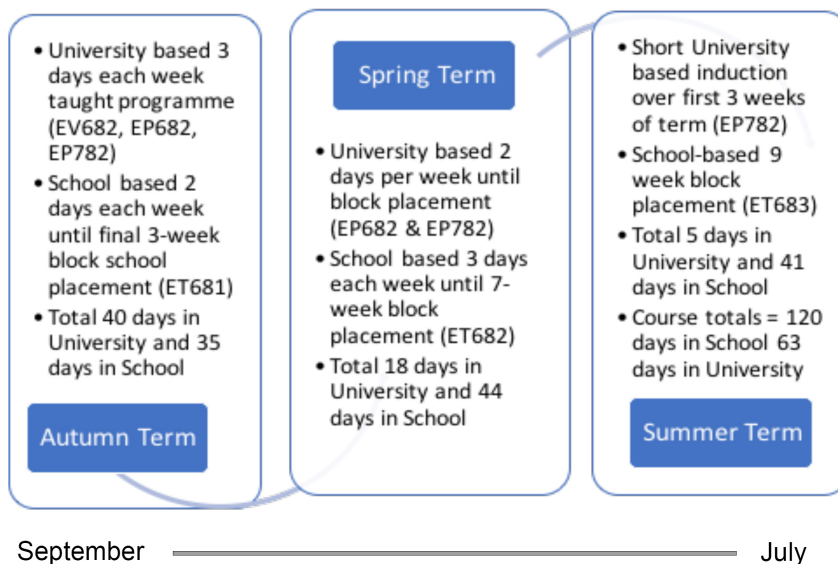 • University based 3
days each week
taught programme
(EV682, EP682,
EP782)
• School based 2
days each week
until final 3-week
block school
placement (ET681)
• Total 40 days in
University and 35
days in School
Autumn Term
Spring Term
• University based 2
days per week until
block placement
(EP682 & EP782)
• School based 3 days
each week until 7-
week block
placement (ET682)
• Total 18 days in
University and 44
days in School
• Short University
based induction
over first 3 weeks
of term (EP782)
• School-based 9
week block
placement (ET683)
• Total 5 days in
University and 41
days in School
• Course totals = 120
days in School 63
days in University
Summer Term
September
July